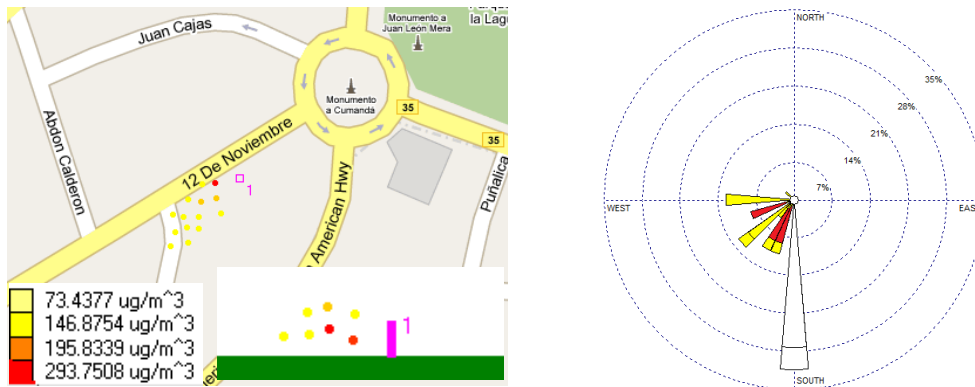 Monumento a
Juan Leon Mera
la Lagu
Juan Cajas
Monumento
a Cumandá
35
35
12 De Noviembre
Abdon Calderon
American Hwy
Puñalica
1
1
73.4377 ug/m^3
146.8754 ug/m^3
195.8339 ug/m^3
293.7508 ug/m^3
NORTH
35%
28%
21%
14%
7%
WEST
EAS
SOUTH